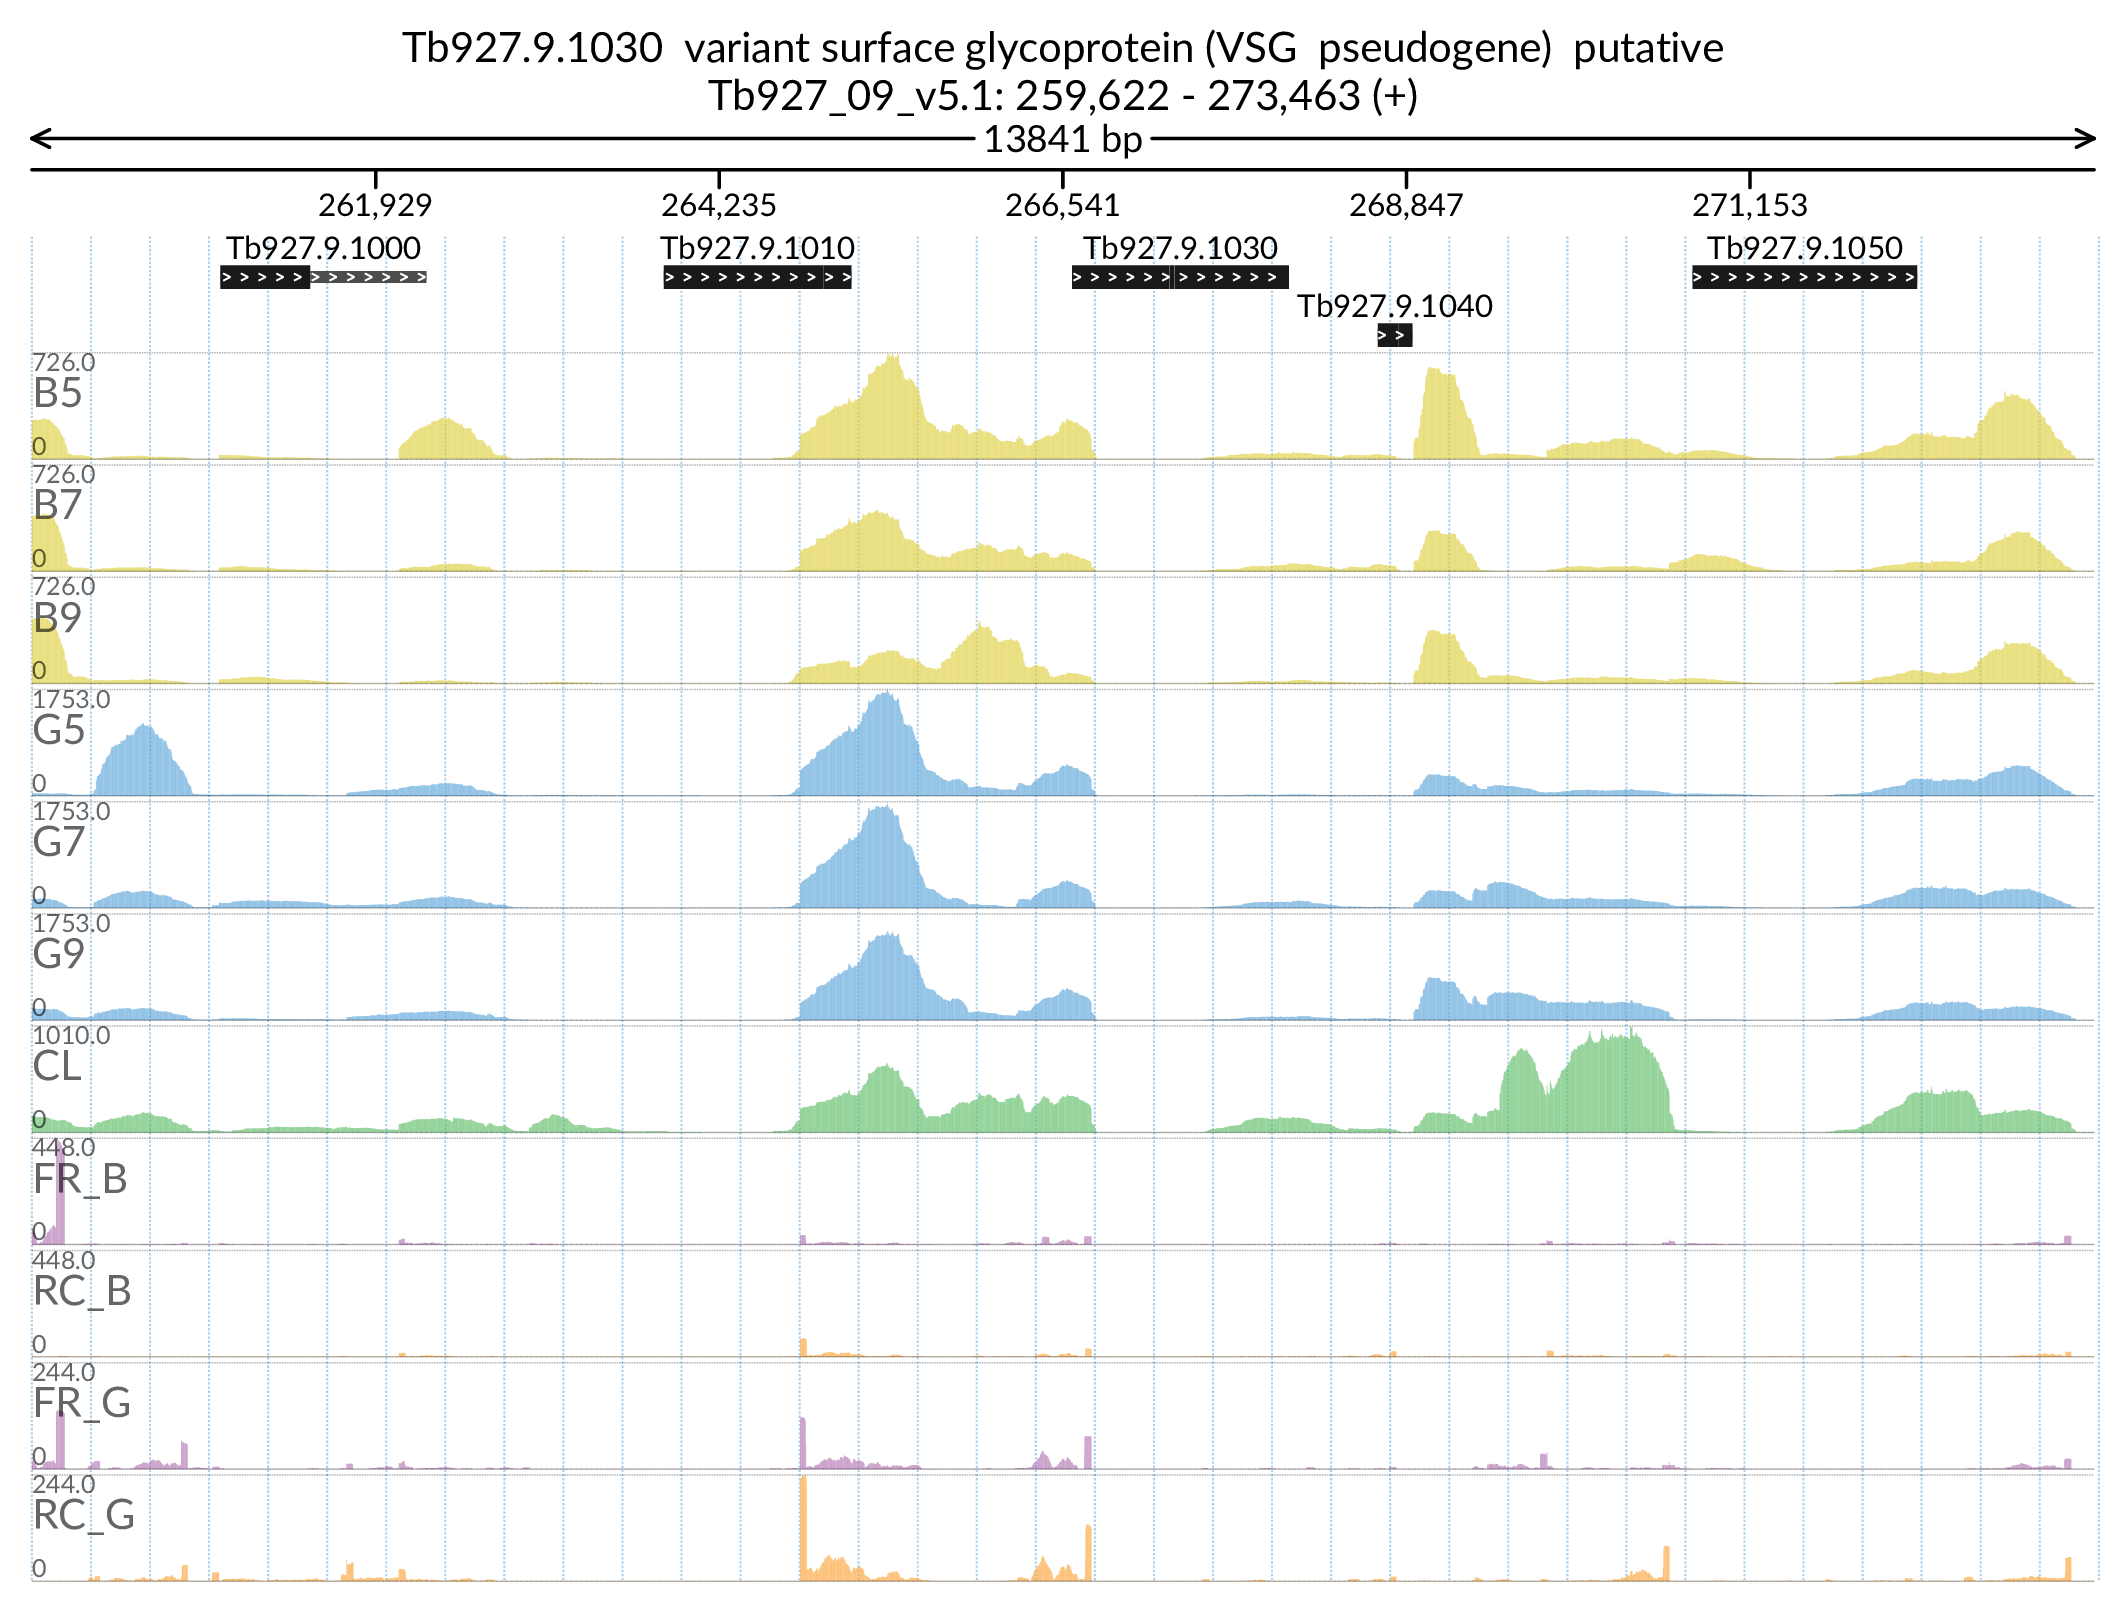 Tb927.9.1030  variant surface glycoprotein (VSG  pseudogene)  putative
Tb927_09_v5.1: 259,622 - 273,463 (+)
13841 bp
261,929 264,235 266,541 268,847 271,153
Tb927.9.1000 Tb927.9.1010 Tb927.9.1030 Tb927.9.1050
Tb927.9.1040
726.0
B5
0
726.0
B7
0
726.0
B9
0
1753.0
G5
0
1753.0
G7
0
1753.0
G9
0
1010.0
CL
0
448.0
FR_B
0
448.0
RC_B
0
244.0
FR_G
0
244.0
RC_G
0